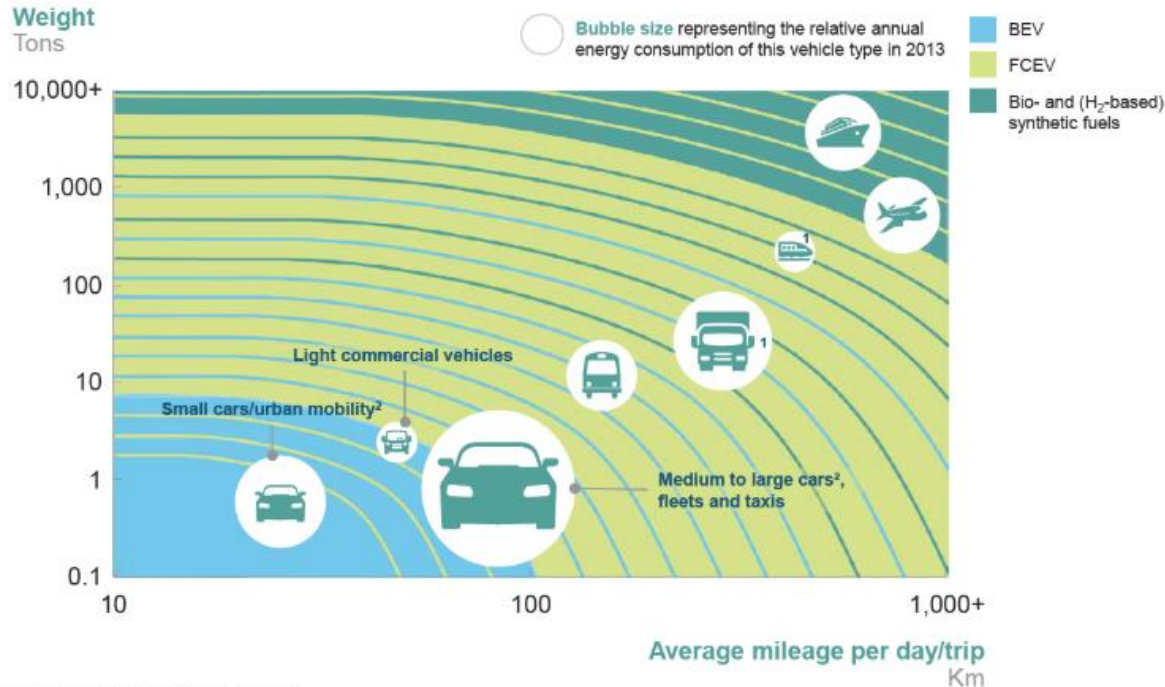 Weight
Tons
Bubble size representing the relative annual
energy consumption of this vehicle type in 2013
BEV
FCEV
Bio- and (H₂-based)
synthetic fuels
10,000+
1,000
100
10
1
0.1
1
1
Light commercial vehicles
Small cars/urban mobility²
Medium to large cars²,
fleets and taxis
10
100
1,000+
Average mileage per day/trip
Km